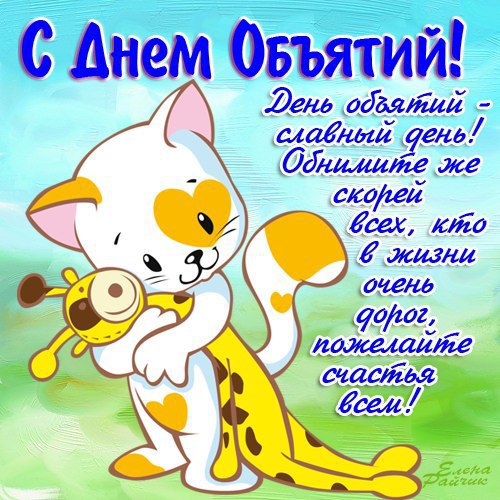 С Днем Объятий!
День объятий -
славный день!
Обнимите же
скорей
всех, кто
в жизни
очень
дорог,
пожелайте
счастья
всем!
Елена
Райчик